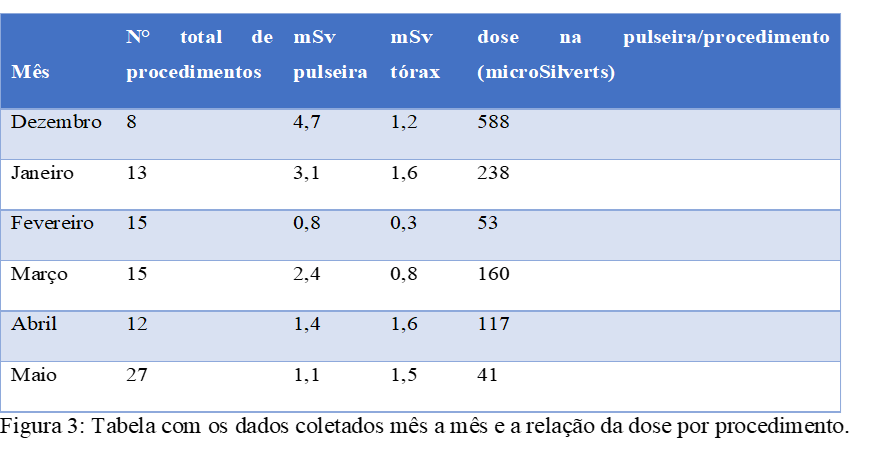 Nº total de mSv mSv dose na pulseira/procedimento
Mês procedimentos pulseira tórax (microSilverts)
Dezembro 8 4,7 1,2 588
Janeiro 13 3,1 1,6 238
Fevereiro 15 0,8 0,3 53
Março 15 2,4 0,8 160
Abril 12 1,4 1,6 117
Maio 27 1,1 1,5 41
Figura 3: Tabela com os dados coletados mês a mês e a relação da dose por procedimento.